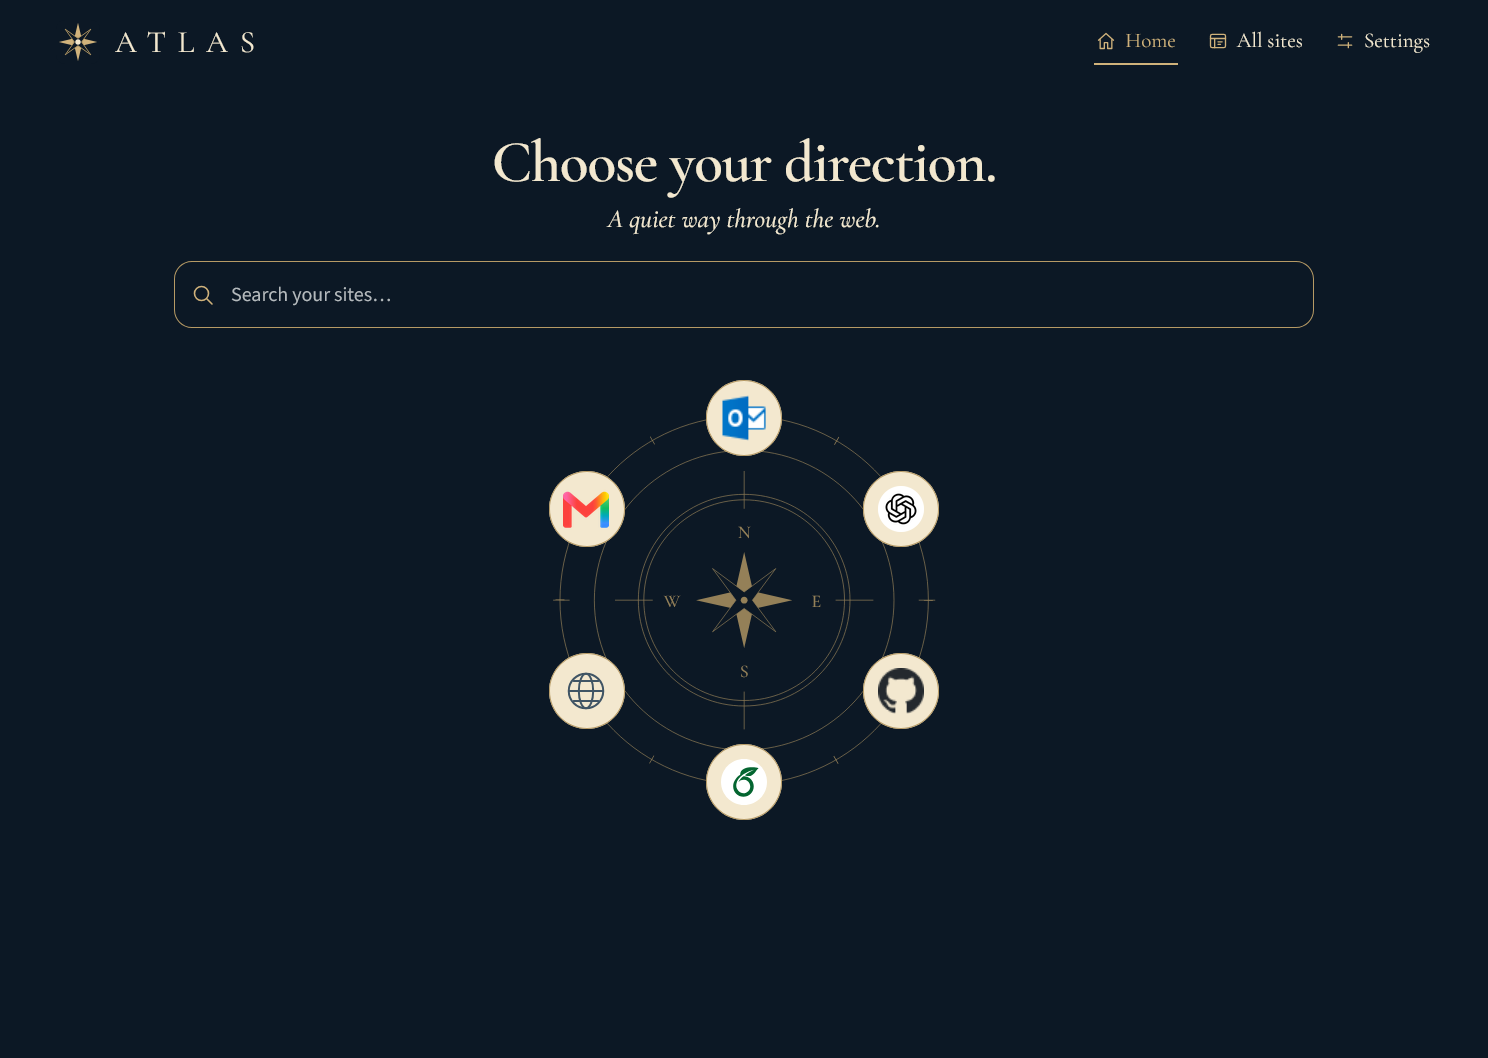 ATLAS
Home
All sites
Settings
Choose your direction.
A quiet way through the web.
Search your sites...
O
N
W
E
S